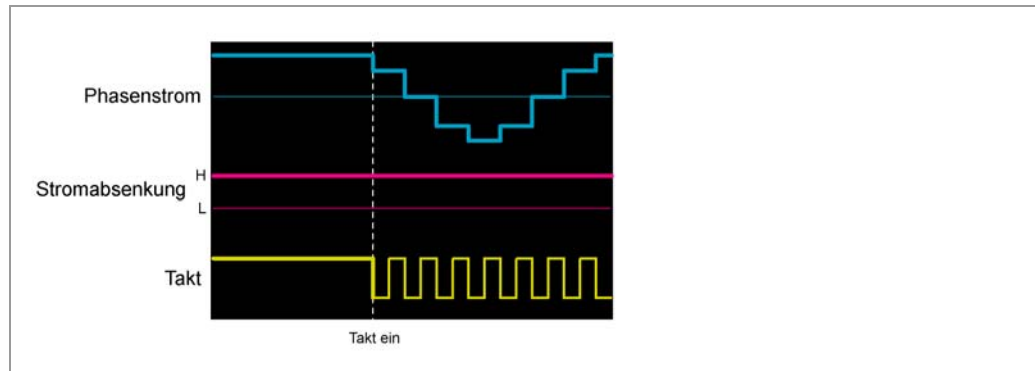 Phasenstrom
H
Stromabsenkung
L
Takt
Takt ein